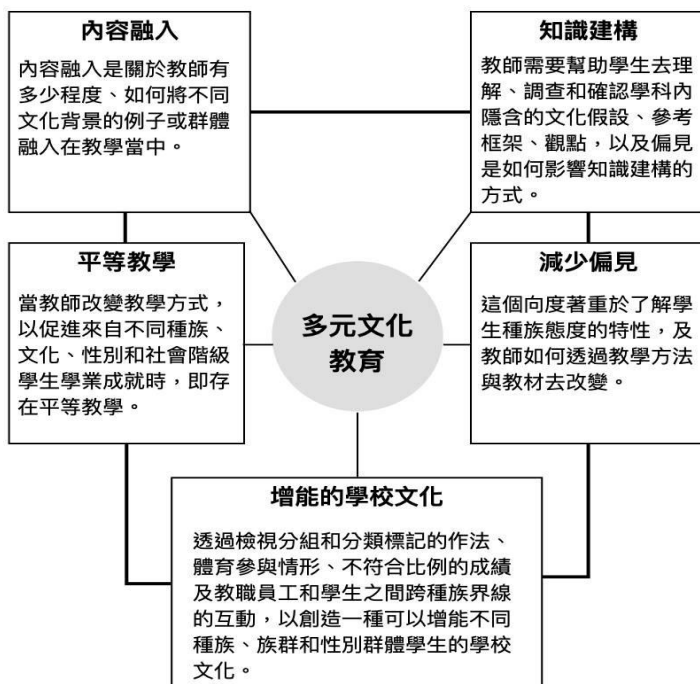 內容融入
內容融入是關於教師有
多少程度、如何將不同
文化背景的例子或群體
融入在教學當中。
知識建構
教師需要幫助學生去理
解、調查和確認學科內
隱含的文化假設、參考
框架、觀點，以及偏見
是如何影響知識建構的
方式。
平等教學
當教師改變教學方式，
以促進來自不同種族、
文化、性別和社會階級
學生學業成就時，即存
在平等教學。
多元文化
教育
減少偏見
這個向度著重於了解學
生種族態度的特性，及
教師如何透過教學方法
與教材去改變。
增能的學校文化
透過檢視分組和分類標記的作法、
體育參與情形、不符合比例的成績
及教職員工和學生之間跨種族界線
的互動，以創造一種可以增能不同
種族、族群和性別群體學生的學校
文化。